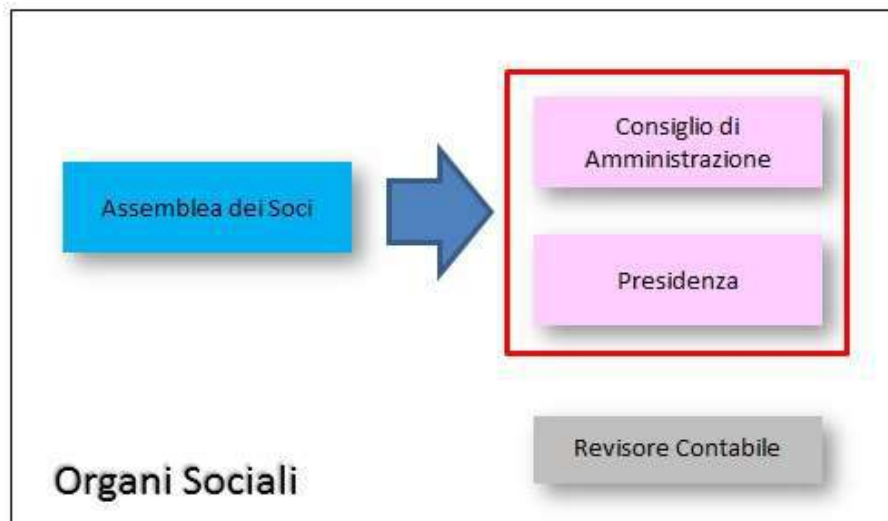 Assemblea dei Soci
Consiglio di
Amministrazione
Presidenza
Revisore Contabile
Organi Sociali